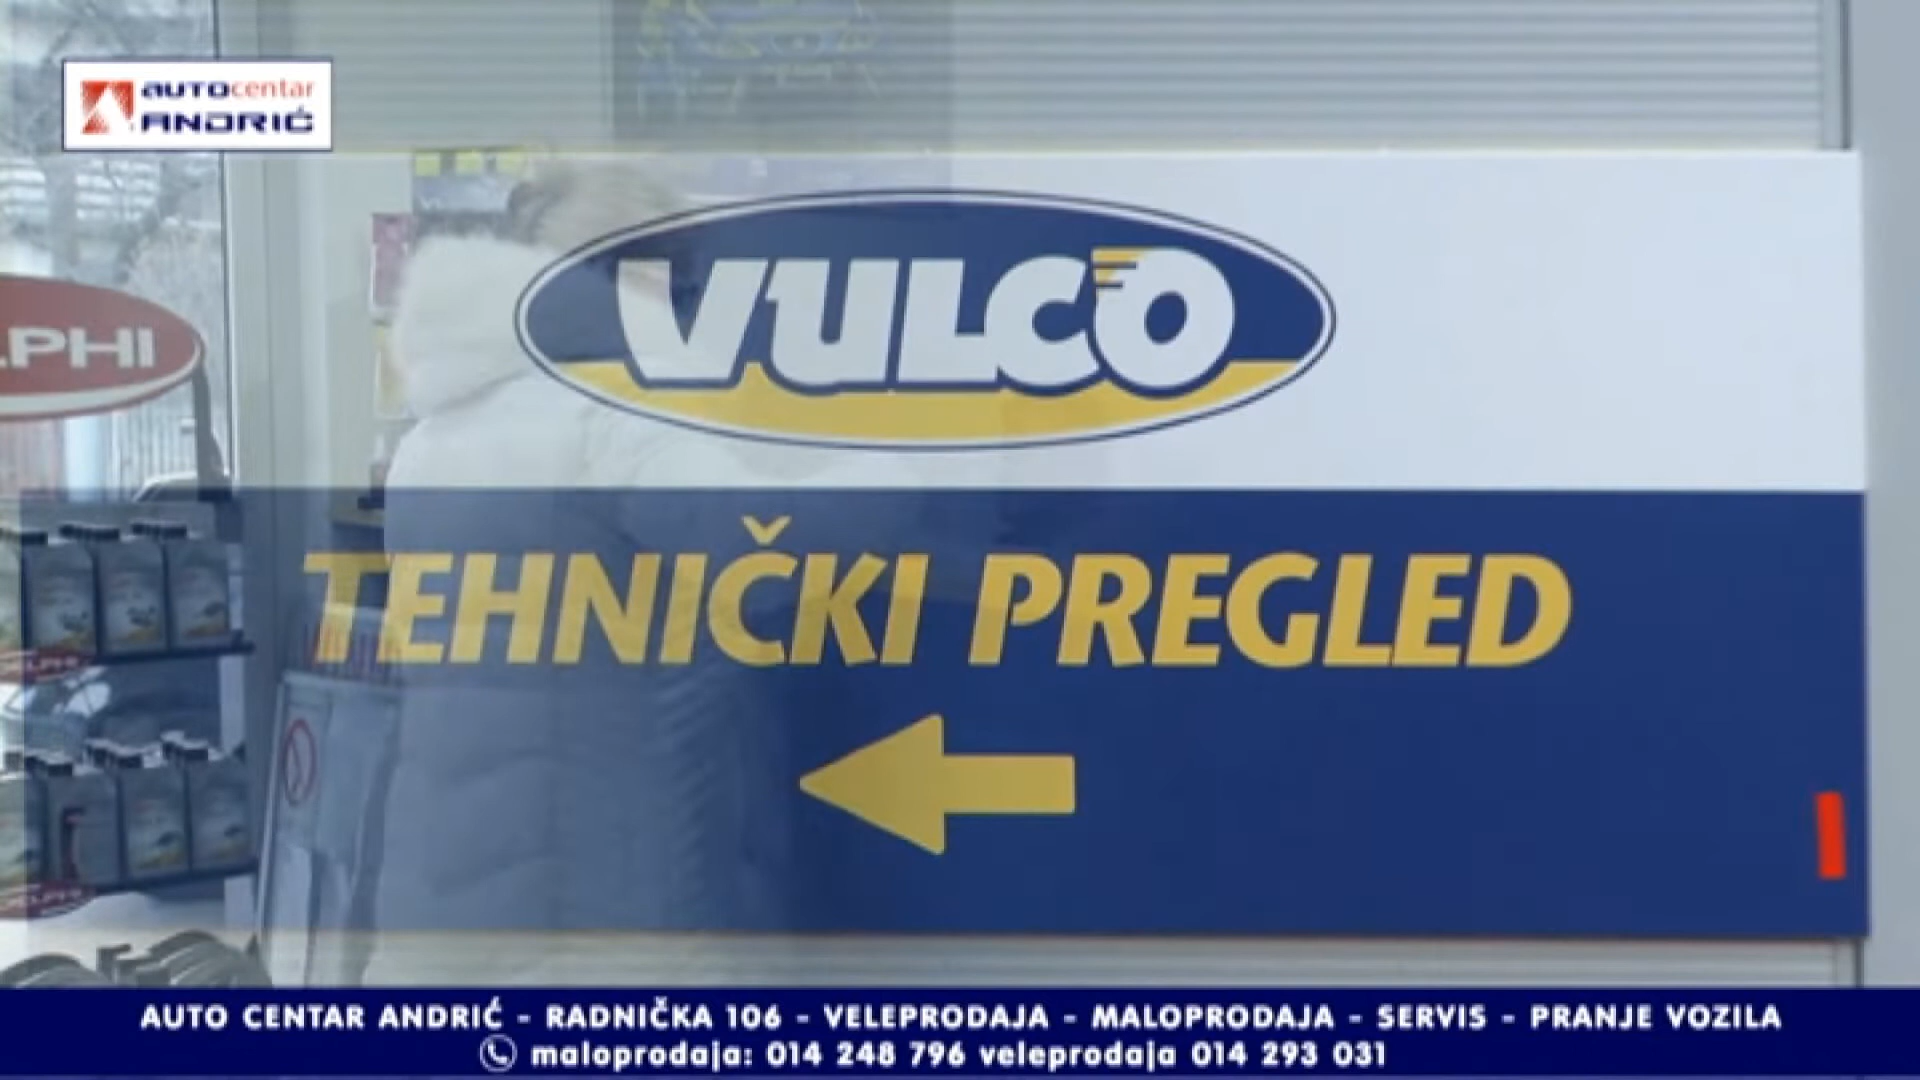 AUTOcentar
ANDRIĆ
VULCO
LPHI
TEHNIČKI PREGLED
AUTO CENTAR ANDRIĆ - RADNIČKA 106 - VELEPRODAJA - MALOPRODAJA - SERVIS - PRANJE VOZILA
maloprodaja: 014 248 796 veleprodaja 014 293 031